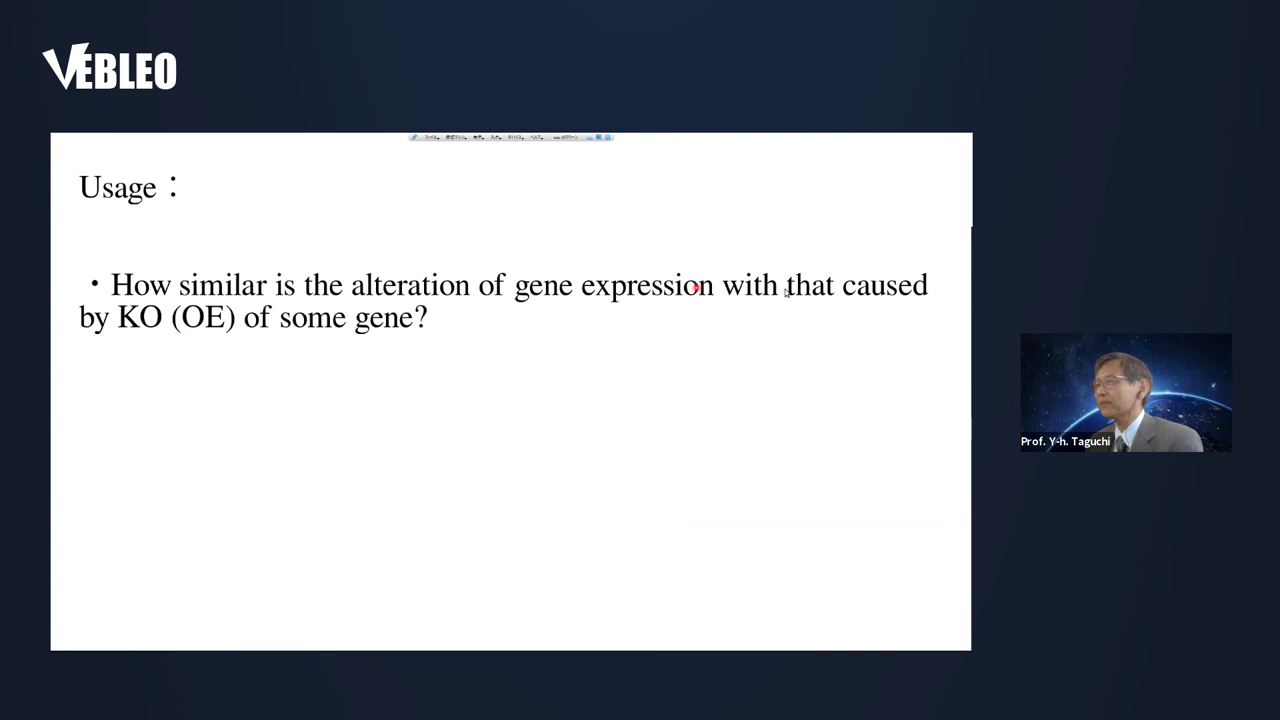 VEBLEO
Usage：
・How similar is the alteration of gene expression with that caused
by KO (OE) of some gene?
Prof. Y-h. Taguchi